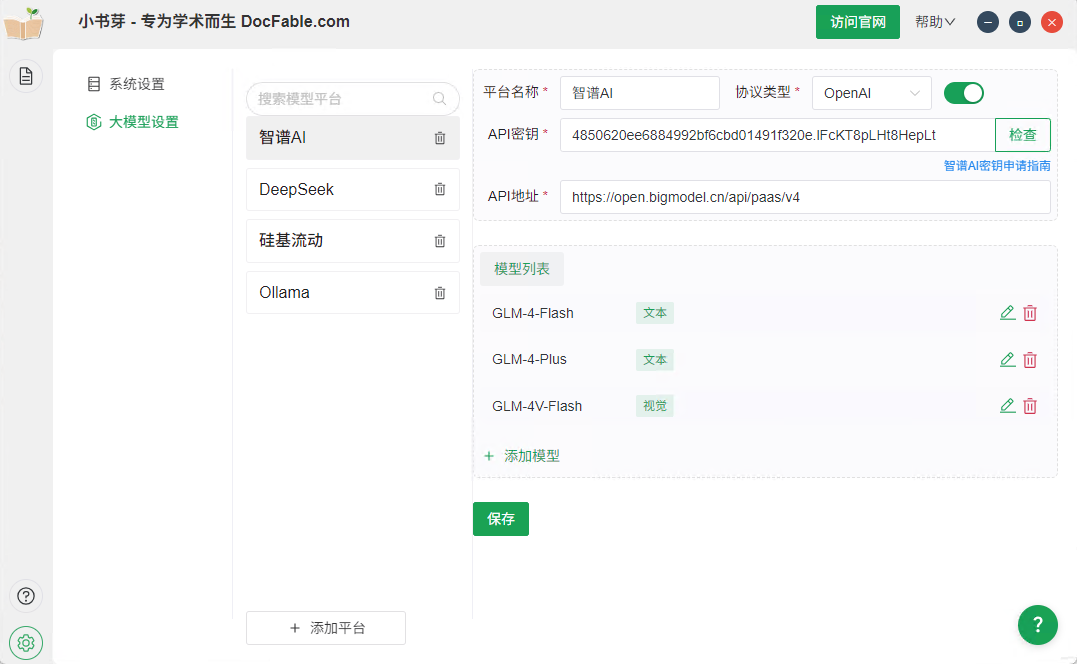 小书芽 - 专为学术而生 DocFable.com
访问官网
帮助
系统设置
大模型设置
搜索模型平台
智谱AI
DeepSeek
硅基流动
Ollama
添加平台
平台名称 *
智谱AI
协议类型 *
OpenAI
API密钥 *
4850620ee6884992bf6cbd01491f320e.IFcKT8pLHt8HepLt
检查
智谱AI密钥申请指南
API地址 *
https://open.bigmodel.cn/api/paas/v4
模型列表
GLM-4-Flash 文本
GLM-4-Plus 文本
GLM-4V-Flash 视觉
添加模型
保存